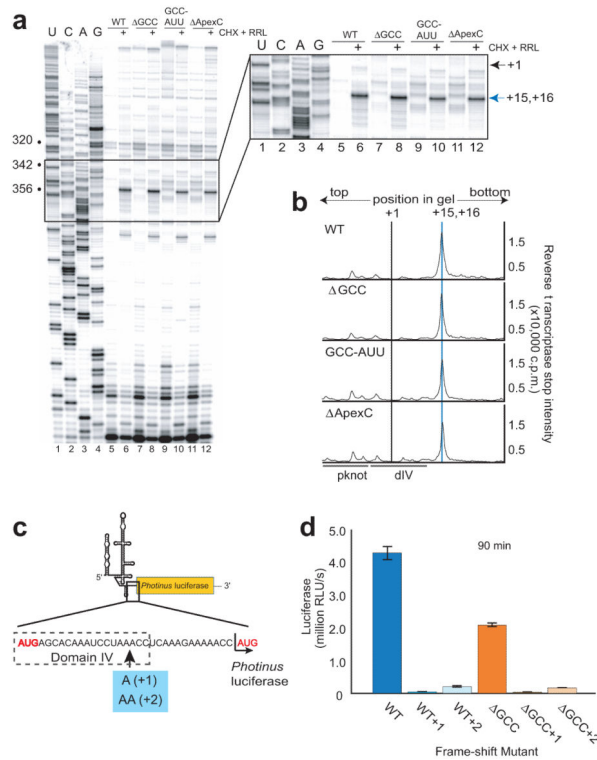 a
WT ΔGCC GCC-AUU ΔApexC
U C A G + + + + CHX + RRL
320
342
356
1 2 3 4 5 6 7 8 9 10 11 12
WT ΔGCC GCC-AUU ΔApexC
U C A G + + + + CHX + RRL
+1
+15,+16
1 2 3 4 5 6 7 8 9 10 11 12
b
top position in gel bottom
+1 +15,+16
WT
1.5
0.5
ΔGCC
1.5
0.5
GCC-AUU
1.5
0.5
ΔApexC
1.5
0.5
pknot dIV
Reverse transcriptase stop intensity
(x10,000 c.p.m.)
c
5' Photinus luciferase 3'
AUGAGCACAAAUCCUAAACCUCAAAGAAAAACC AUG
Domain IV
Photinus
luciferase
A (+1)
AA (+2)
d
90 min
Luciferase
(million RLU/s)
5.0
4.0
3.0
2.0
1.0
0
WT WT+1 WT+2 ΔGCC ΔGCC+1 ΔGCC+2
Frame-shift Mutant